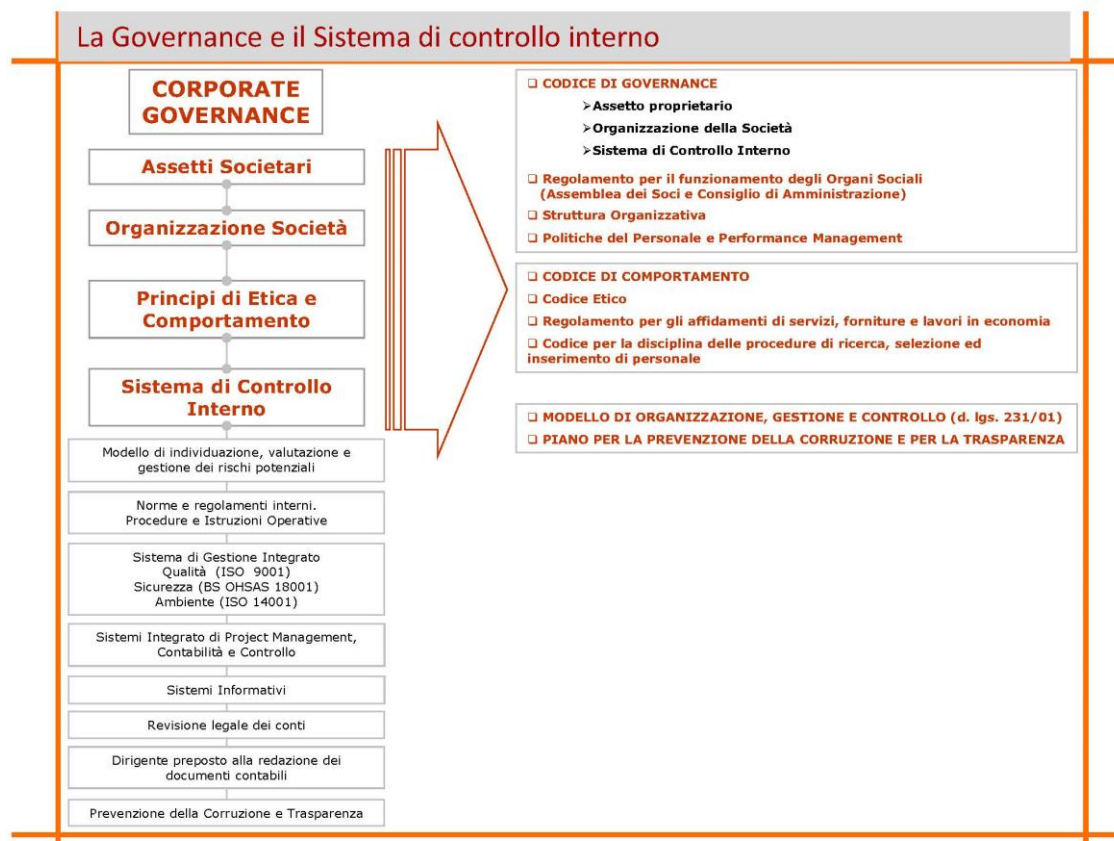 La Governance e il Sistema di controllo interno
CORPORATE
GOVERNANCE
Assetti Societari
Organizzazione Società
Principi di Etica e
Comportamento
Sistema di Controllo
Interno
Modello di individuazione, valutazione e
gestione dei rischi potenziali
Norme e regolamenti interni.
Procedure e Istruzioni Operative
Sistema di Gestione Integrato
Qualità (ISO 9001)
Sicurezza (BS OHSAS 18001)
Ambiente (ISO 14001)
Sistemi Integrato di Project Management,
Contabilità e Controllo
Sistemi Informativi
Revisione legale dei conti
Dirigente preposto alla redazione dei
documenti contabili
Prevenzione della Corruzione e Trasparenza
❑ CODICE DI GOVERNANCE
➢Assetto proprietario
➢Organizzazione della Società
➢Sistema di Controllo Interno
❑ Regolamento per il funzionamento degli Organi Sociali
(Assemblea dei Soci e Consiglio di Amministrazione)
❑ Struttura Organizzativa
❑ Politiche del Personale e Performance Management
❑ CODICE DI COMPORTAMENTO
❑ Codice Etico
❑ Regolamento per gli affidamenti di servizi, forniture e lavori in economia
❑ Codice per la disciplina delle procedure di ricerca, selezione ed
inserimento di personale
❑ MODELLO DI ORGANIZZAZIONE, GESTIONE E CONTROLLO (d. lgs. 231/01)
❑ PIANO PER LA PREVENZIONE DELLA CORRUZIONE E PER LA TRASPARENZA